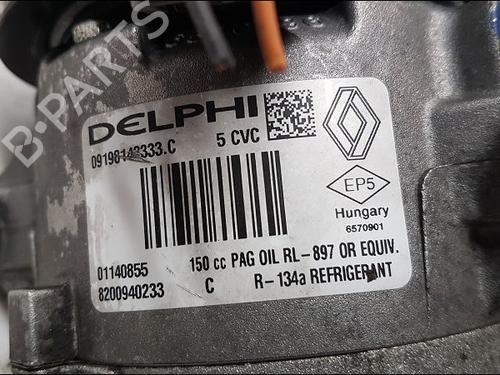 B-PARTS
DELPHI
09198143333.C 5 CVC
EP5
Hungary
6570901
01140855 150 cc PAG OIL RL-897 OR EQUIV.
8200940233 C R-134a REFRIGERANT